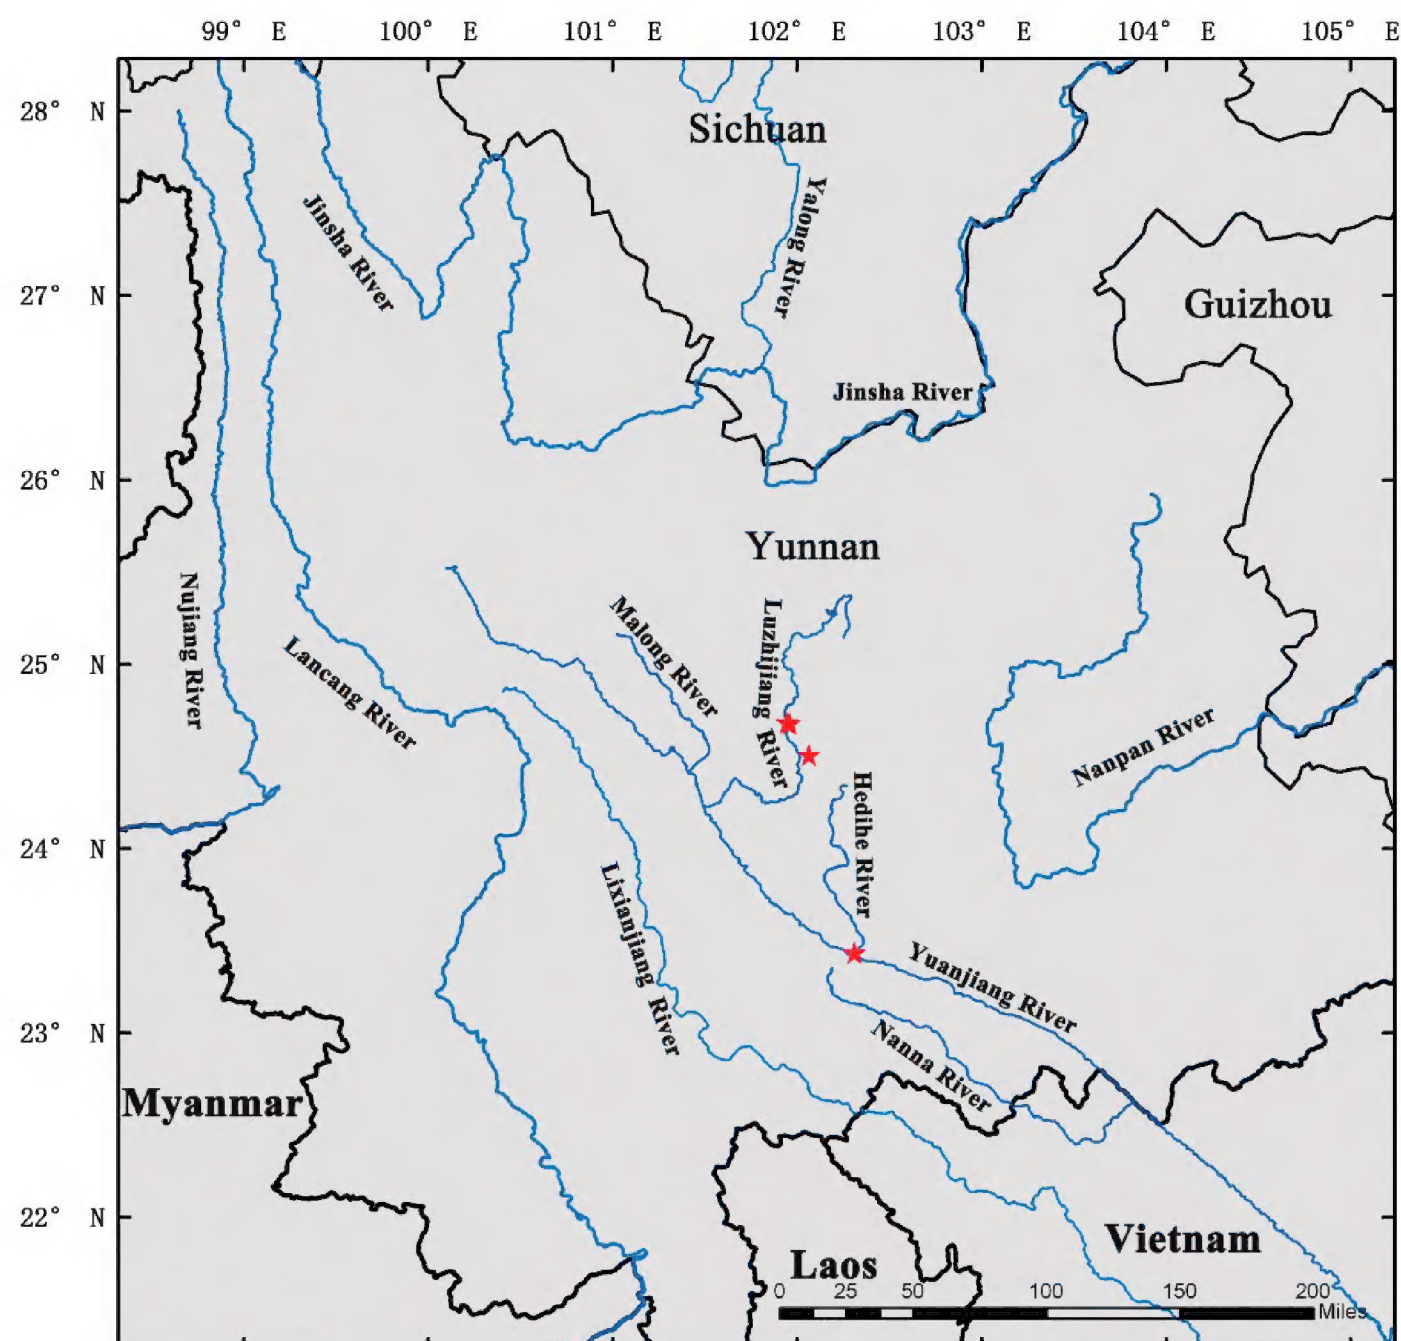 99° E 100° E 101° E 102° E 103° E 104° E 105° E
28° N
Sichuan
Yalong River
Jinsha River
27° N
Guizhou
Jinsha River
26° N
Yunnan
Nujiang River
Malong River
Luzhijiang River
25° N
Lancang River
Nanpan River
Hedihe River
24° N
Lixianjiang River
Yuanjiang River
23° N
Nanna River
Myanmar
22° N
Vietnam
Laos
0 25 50 100 150 200
Miles